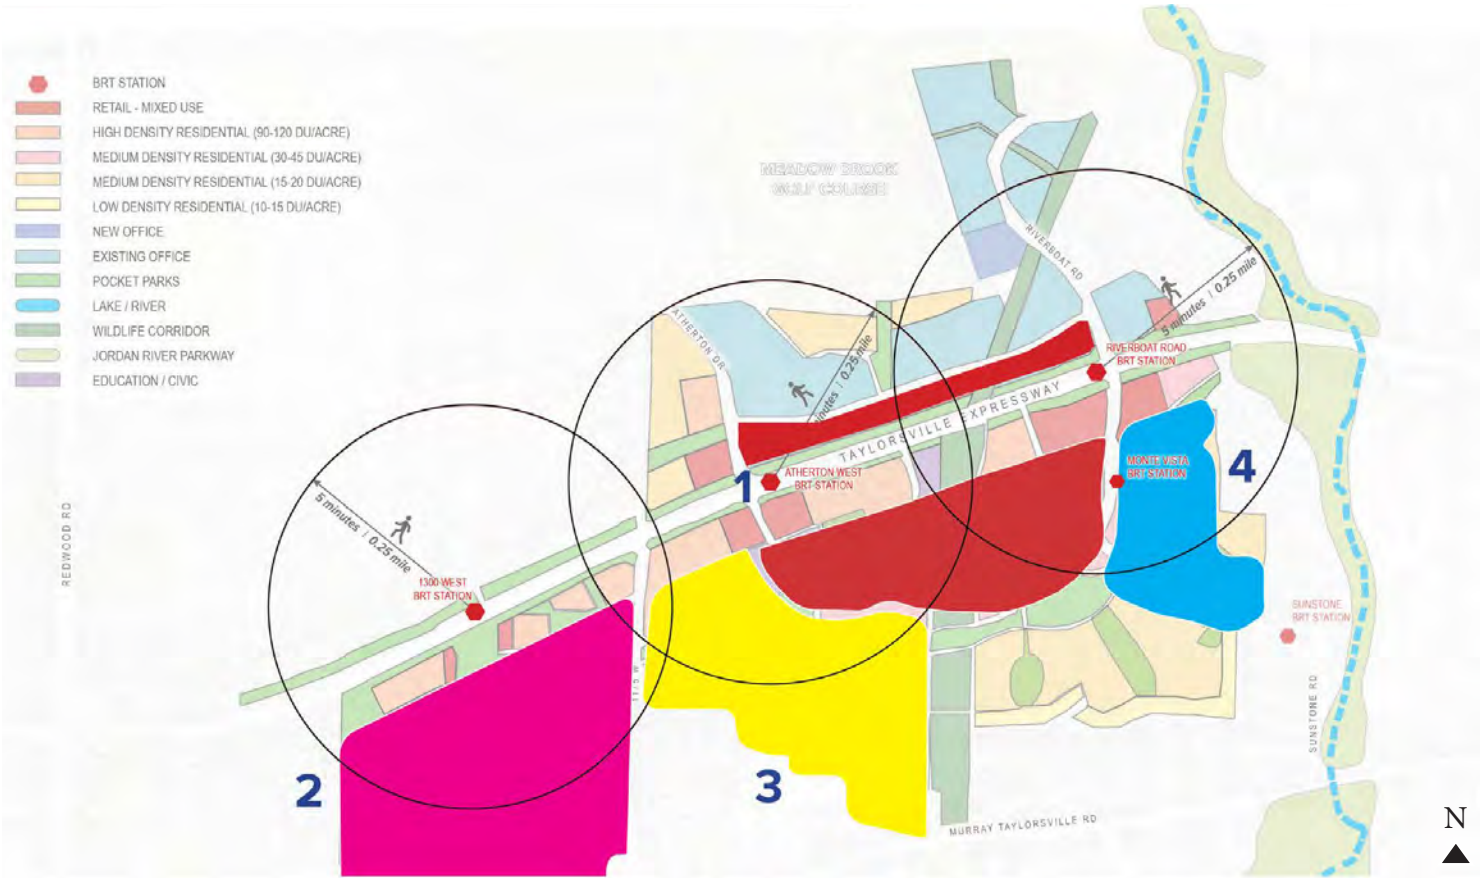 BRT STATION
RETAIL - MIXED USE
HIGH DENSITY RESIDENTIAL (90-120 DU/ACRE)
MEDIUM DENSITY RESIDENTIAL (30-45 DU/ACRE)
MEDIUM DENSITY RESIDENTIAL (15-20 DU/ACRE)
LOW DENSITY RESIDENTIAL (10-15 DU/ACRE)
NEW OFFICE
EXISTING OFFICE
POCKET PARKS
LAKE / RIVER
WILDLIFE CORRIDOR
JORDAN RIVER PARKWAY
EDUCATION / CIVIC
MEADOW BROOK
GOLF COURSE
RIVERBOAT RD
5 minutes | 0.25 mile
ATHERTON DR.
inutes | 0.25 mile
RIVERBOAT ROAD
BRT STATION
TAYLORSVILLE EXPRESSWAY
1
ATHERTON WEST
BRT STATION
MONTE VISTA
BRT STATION
4
5 minutes | 0.25 mile
REDWOOD RD
1300 WEST
BRT STATION
SUNSTONE
BRT STATION
1175 W
SUNSTONE RD
2
3
MURRAY TAYLORSVILLE RD
N